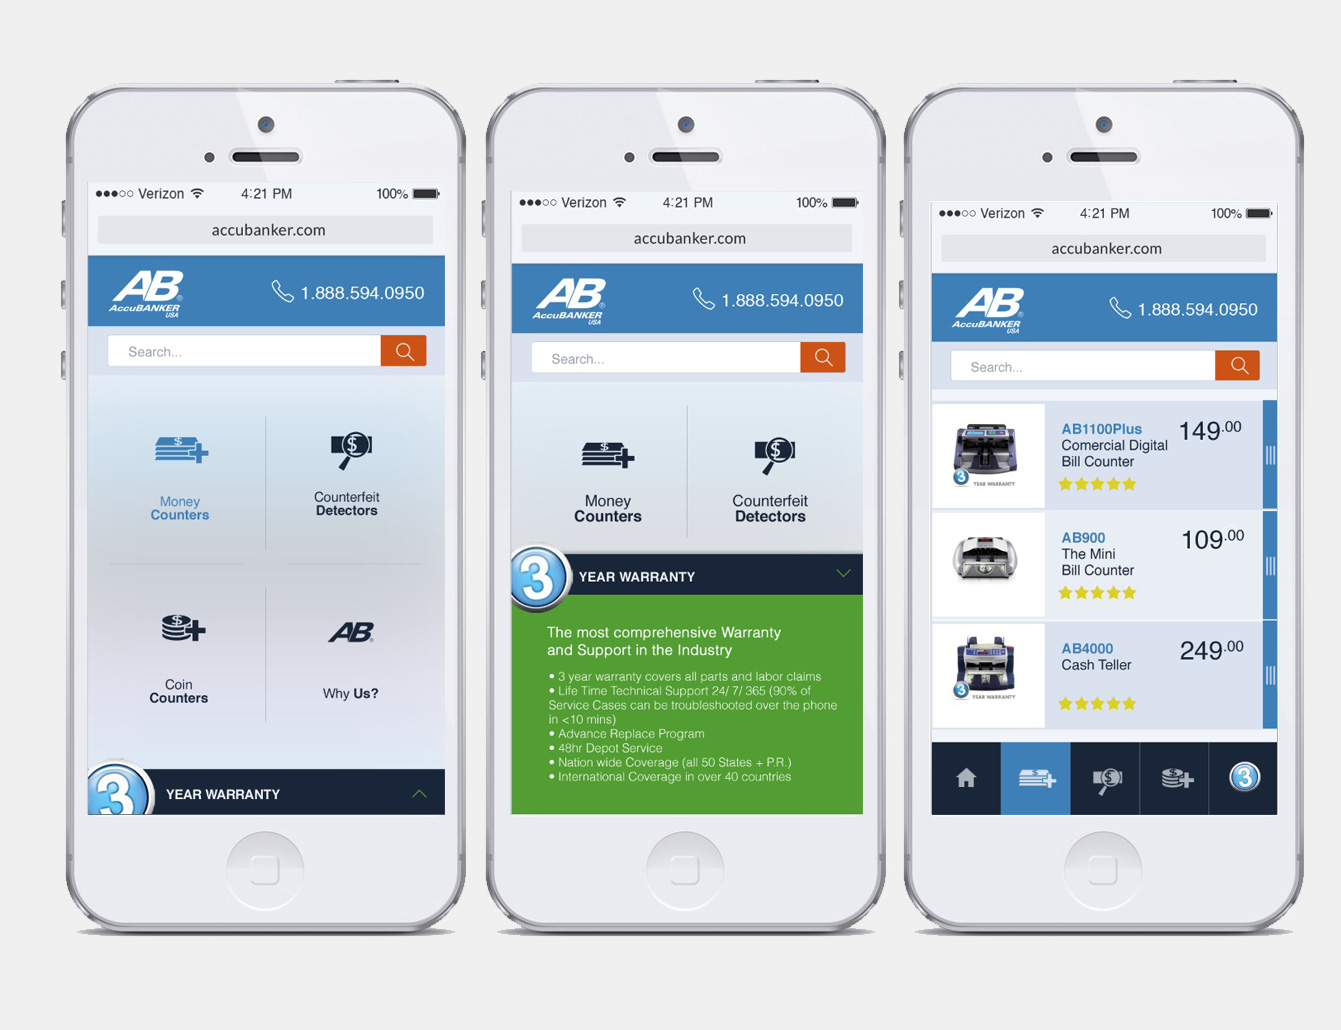 ●●●○○ Verizon 4:21 PM 100%
accubanker.com
AB®
AccuBANKER
USA
1.888.594.0950
Search...
Money
Counters
Counterfeit
Detectors
Coin
Counters
AB®
Why Us?
3 YEAR WARRANTY
●●●○○ Verizon 4:21 PM 100%
accubanker.com
AB®
AccuBANKER
USA
1.888.594.0950
Search...
Money
Counters
Counterfeit
Detectors
3 YEAR WARRANTY
The most comprehensive Warranty
and Support in the Industry
• 3 year warranty covers all parts and labor claims
• Life Time Technical Support 24/ 7/ 365 (90% of
Service Cases can be troubleshooted over the phone
in <10 mins)
• Advance Replace Program
• 48hr Depot Service
• Nation wide Coverage (all 50 States + P.R.)
• International Coverage in over 40 countries
●●●○○ Verizon 4:21 PM 100%
accubanker.com
AB®
AccuBANKER
USA
1.888.594.0950
Search...
3 YEAR WARRANTY
AB1100Plus 149.00
Comercial Digital
Bill Counter
AB900 109.00
The Mini
Bill Counter
3 YEAR WARRANTY
AB4000 249.00
Cash Teller
3